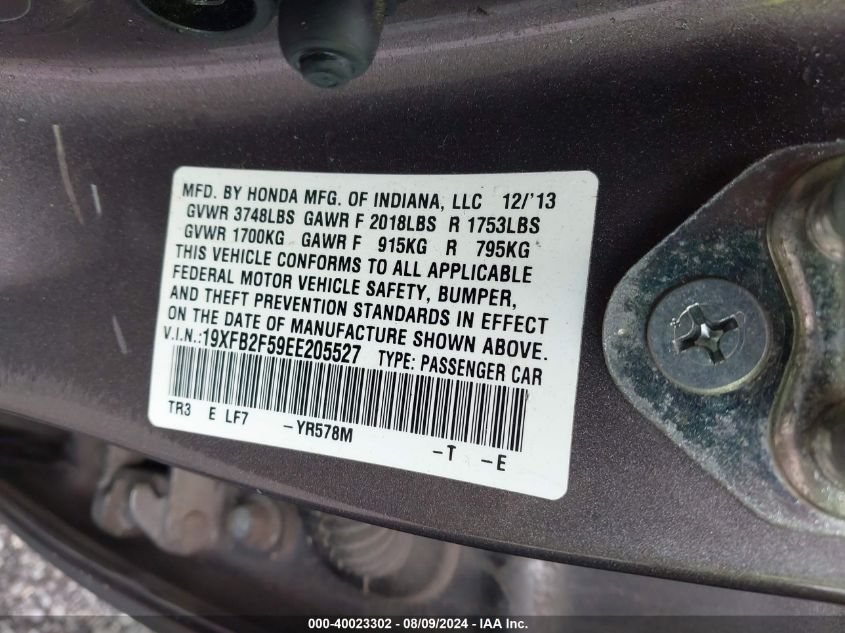 MFD. BY HONDA MFG. OF INDIANA, LLC 12/'13
GVWR 3748LBS GAWR F 2018LBS R 1753LBS
GVWR 1700KG GAWR F 915KG R 795KG
THIS VEHICLE CONFORMS TO ALL APPLICABLE
FEDERAL MOTOR VEHICLE SAFETY, BUMPER,
AND THEFT PREVENTION STANDARDS IN EFFECT
ON THE DATE OF MANUFACTURE SHOWN ABOVE.
V.I.N.:19XFB2F59EE205527 TYPE: PASSENGER CAR
TR3 E LF7 -YR578M -T -E
000-40023302 - 08/09/2024 - IAA Inc.